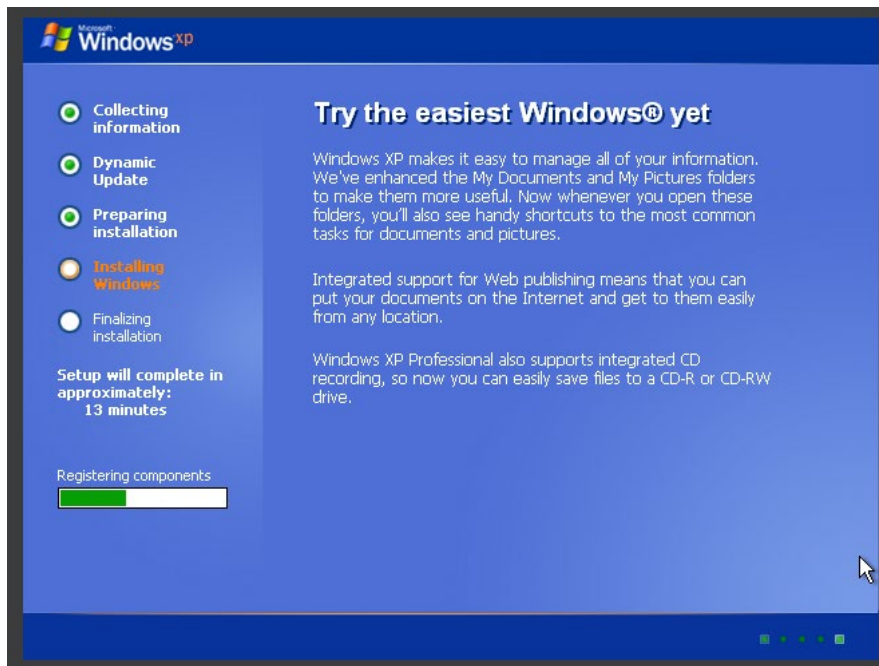 Microsoft
Windows xp
Collecting
information
Dynamic
Update
Preparing
installation
Installing
Windows
Finalizing
installation
Setup will complete in
approximately:
13 minutes
Registering components
Try the easiest Windows® yet
Windows XP makes it easy to manage all of your information.
We've enhanced the My Documents and My Pictures folders
to make them more useful. Now whenever you open these
folders, you'll also see handy shortcuts to the most common
tasks for documents and pictures.
Integrated support for Web publishing means that you can
put your documents on the Internet and get to them easily
from any location.
Windows XP Professional also supports integrated CD
recording, so now you can easily save files to a CD-R or CD-RW
drive.